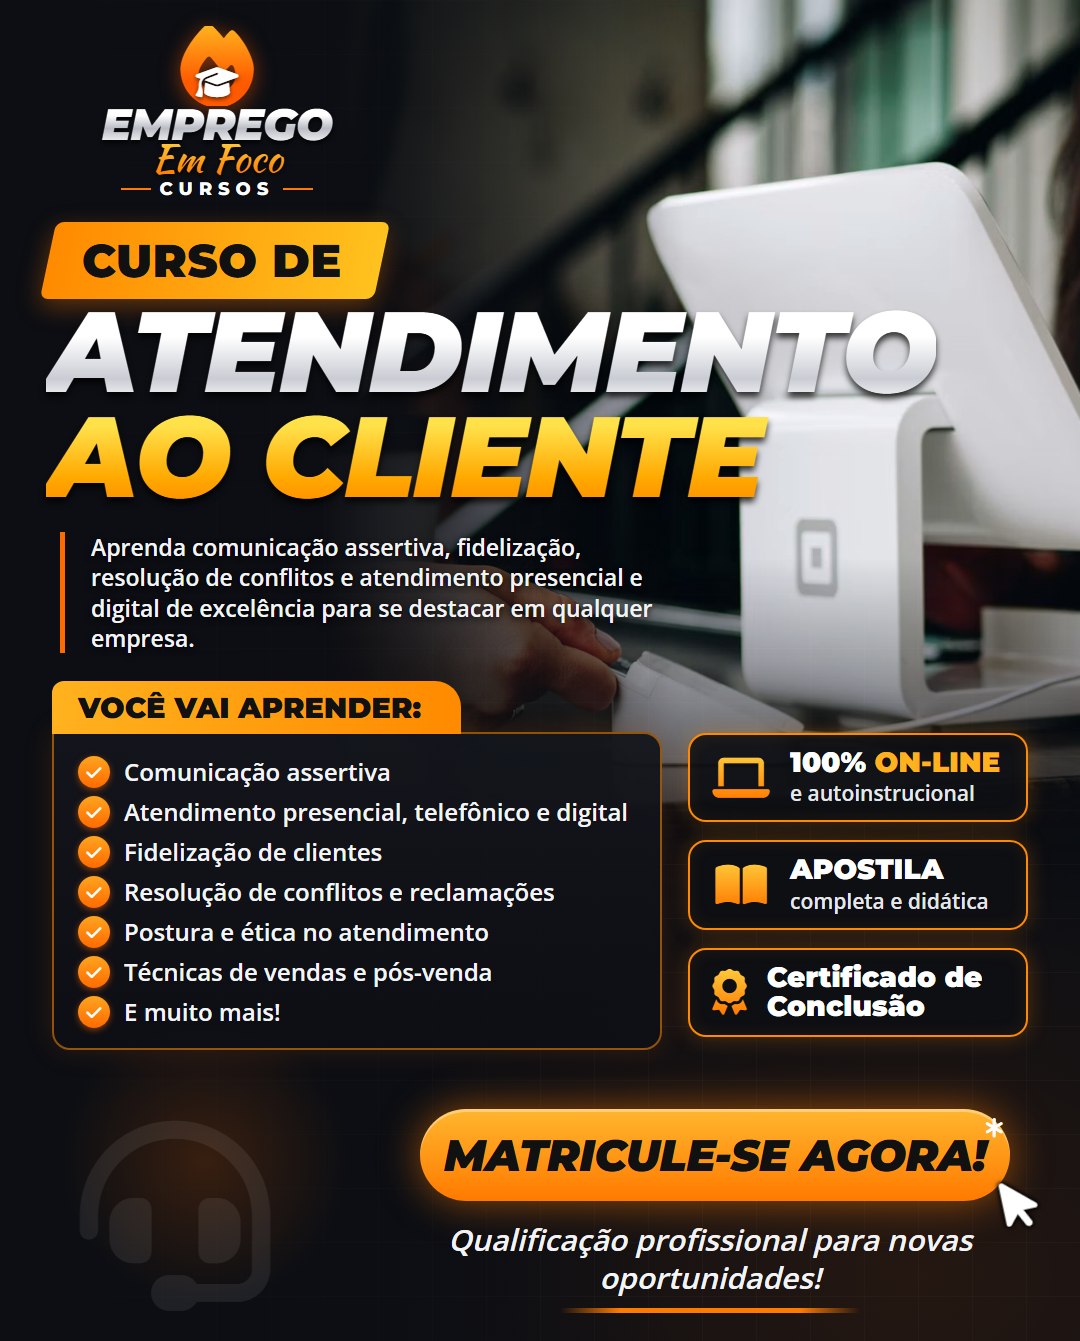 EMPREGO
Em Foco
CURSOS
CURSO DE
ATENDIMENTO
AO CLIENTE
Aprenda comunicação assertiva, fidelização,
resolução de conflitos e atendimento presencial e
digital de excelência para se destacar em qualquer
empresa.
VOCÊ VAI APRENDER:
Comunicação assertiva
Atendimento presencial, telefônico e digital
Fidelização de clientes
Resolução de conflitos e reclamações
Postura e ética no atendimento
Técnicas de vendas e pós-venda
E muito mais!
100% ON-LINE
e autoinstrucional
APOSTILA
completa e didática
Certificado de
Conclusão
MATRICULE-SE AGORA!*
Qualificação profissional para novas
oportunidades!